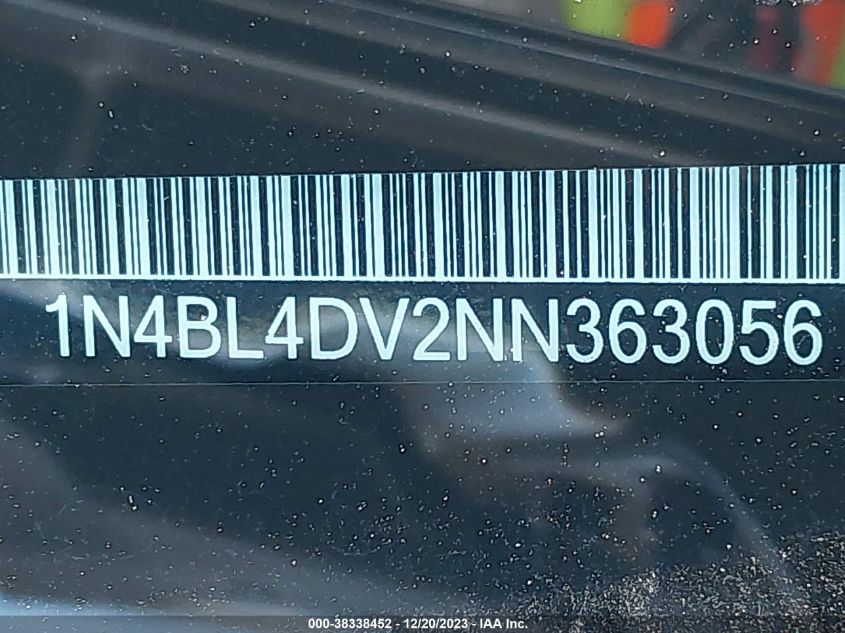 1N4BL4DV2NN363056
000-38338452 - 12/20/2023 - IAA Inc.